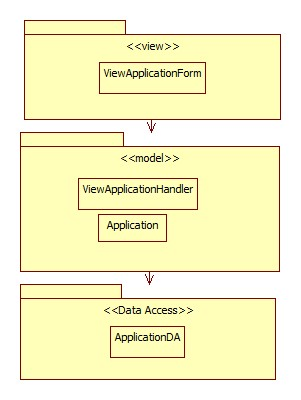 <<view>>
ViewApplicationForm
<<model>>
ViewApplicationHandler
Application
<<Data Access>>
ApplicationDA